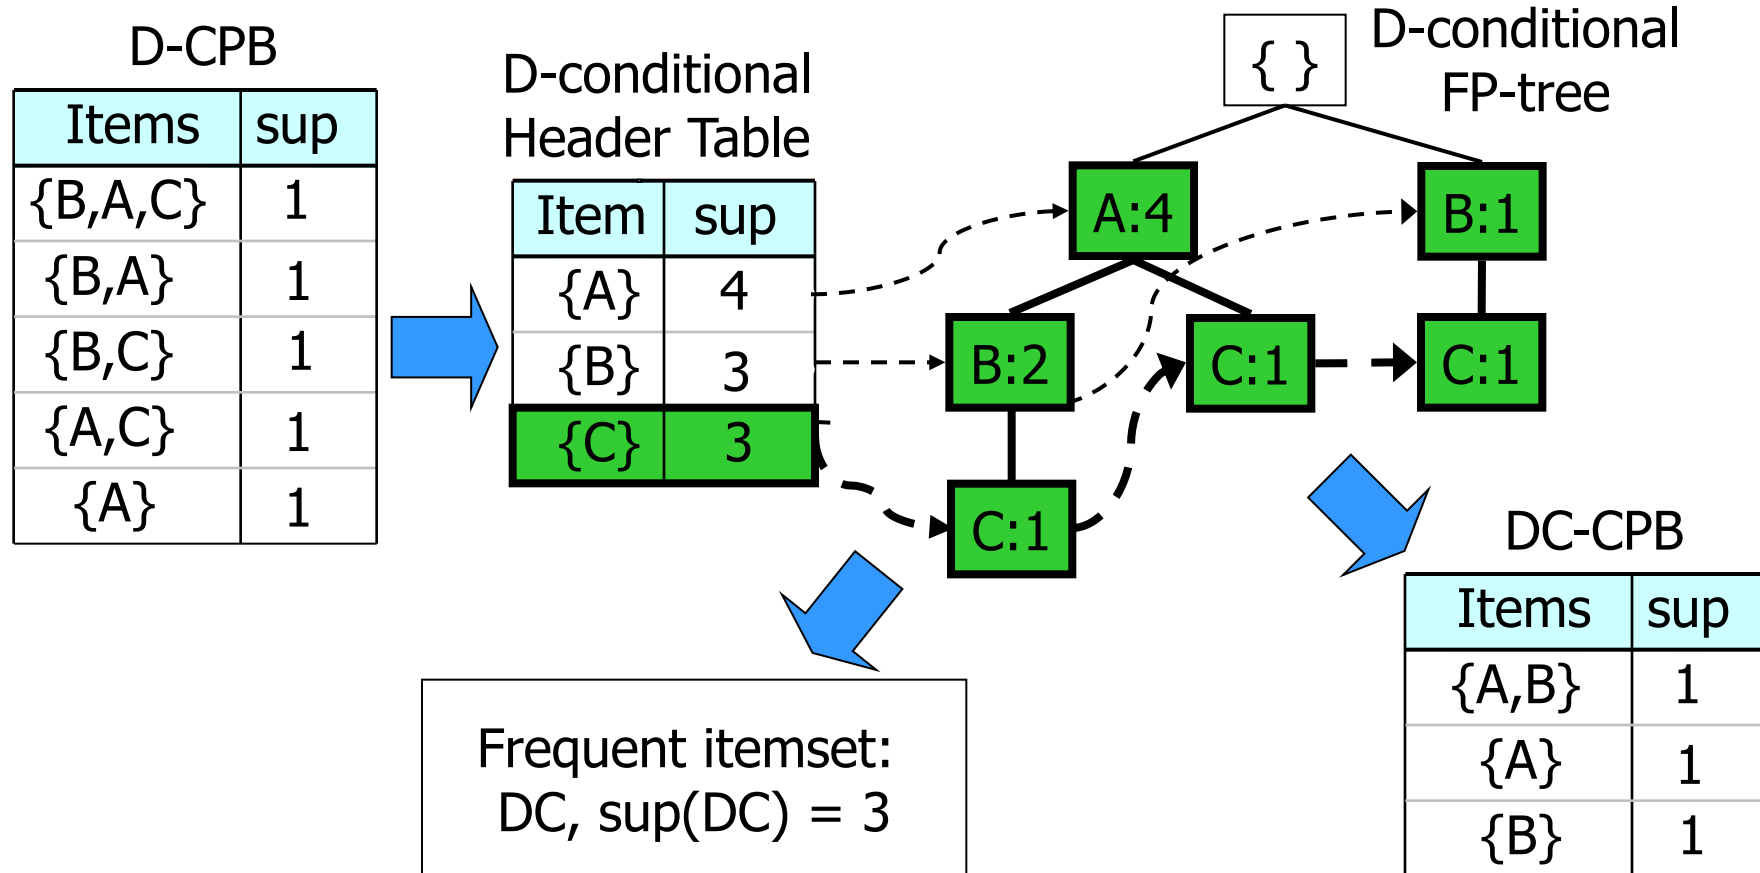 D-CPB
Items sup
{B,A,C} 1
{B,A} 1
{B,C} 1
{A,C} 1
{A} 1
D-conditional
Header Table
Item sup
{A} 4
{B} 3
{C} 3
D-conditional
FP-tree
{ }
A:4 B:1
B:2 C:1 C:1
C:1
Frequent itemset:
DC, sup(DC) = 3
DC-CPB
Items sup
{A,B} 1
{A} 1
{B} 1